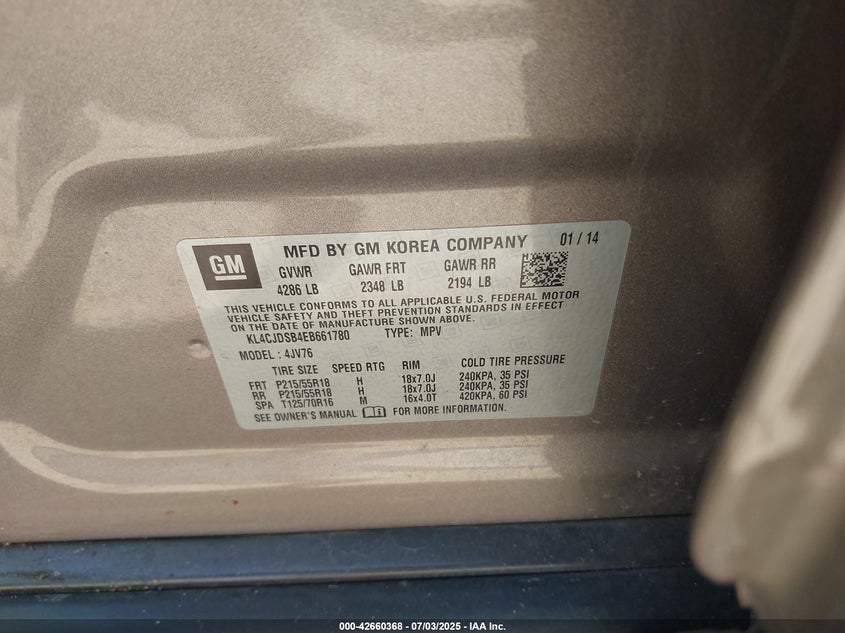 GM
MFD BY GM KOREA COMPANY 01 / 14
GVWR GAWR FRT GAWR RR
4286 LB 2348 LB 2194 LB
THIS VEHICLE CONFORMS TO ALL APPLICABLE U.S. FEDERAL MOTOR
VEHICLE SAFETY AND THEFT PREVENTION STANDARDS IN EFFECT
ON THE DATE OF MANUFACTURE SHOWN ABOVE.
KL4CJDSB4EB661780 TYPE: MPV
MODEL : 4JV76
TIRE SIZE SPEED RTG RIM COLD TIRE PRESSURE
FRT P215/55R18 H 18x7.0J 240KPA, 35 PSI
RR P215/55R18 H 18x7.0J 240KPA, 35 PSI
SPA T125/70R16 M 16x4.0T 420KPA, 60 PSI
SEE OWNER'S MANUAL FOR MORE INFORMATION.
000-42660368 - 07/03/2025 - IAA Inc.